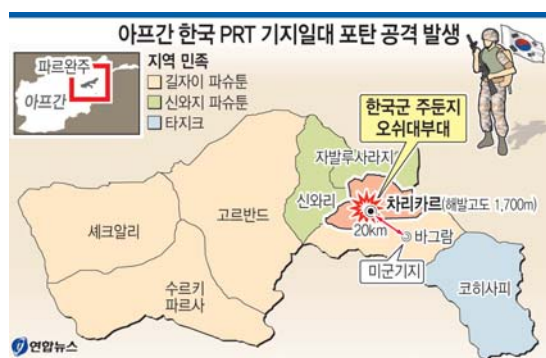 아프간 한국 PRT 기지일대 포탄 공격 발생
파르완주
아프간
지역 민족
길자이 파슈툰
신와지 파슈툰
타지크
한국군 주둔지
오쉬대부대
자발루사라지
신와리
고르반드
차리카르(해발고도 1,700m)
20km
바그람
셰크알리
미군기지
수르키
파르사
코히사피
연합뉴스